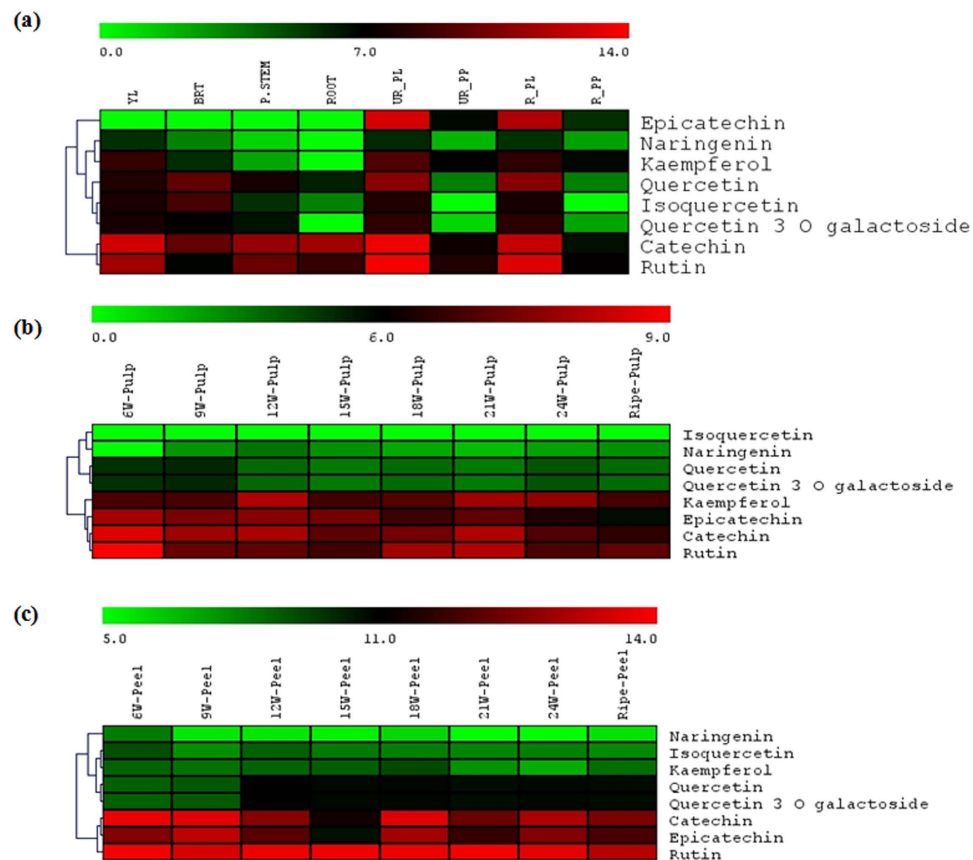 (a)
0.0 7.0 14.0
YL BRT P.STEM ROOT UR_PL UR_PP R_PL R_PP
Epicatechin
Naringenin
Kaempferol
Quercetin
Isoquercetin
Quercetin 3 O galactoside
Catechin
Rutin
(b)
0.0 6.0 9.0
6W-Pulp 9W-Pulp 12W-Pulp 15W-Pulp 18W-Pulp 21W-Pulp 24W-Pulp Ripe-Pulp
Isoquercetin
Naringenin
Quercetin
Quercetin 3 O galactoside
Kaempferol
Epicatechin
Catechin
Rutin
(c)
5.0 11.0 14.0
6W-Peel 9W-Peel 12W-Peel 15W-Peel 18W-Peel 21W-Peel 24W-Peel Ripe-Peel
Naringenin
Isoquercetin
Kaempferol
Quercetin
Quercetin 3 O galactoside
Catechin
Epicatechin
Rutin